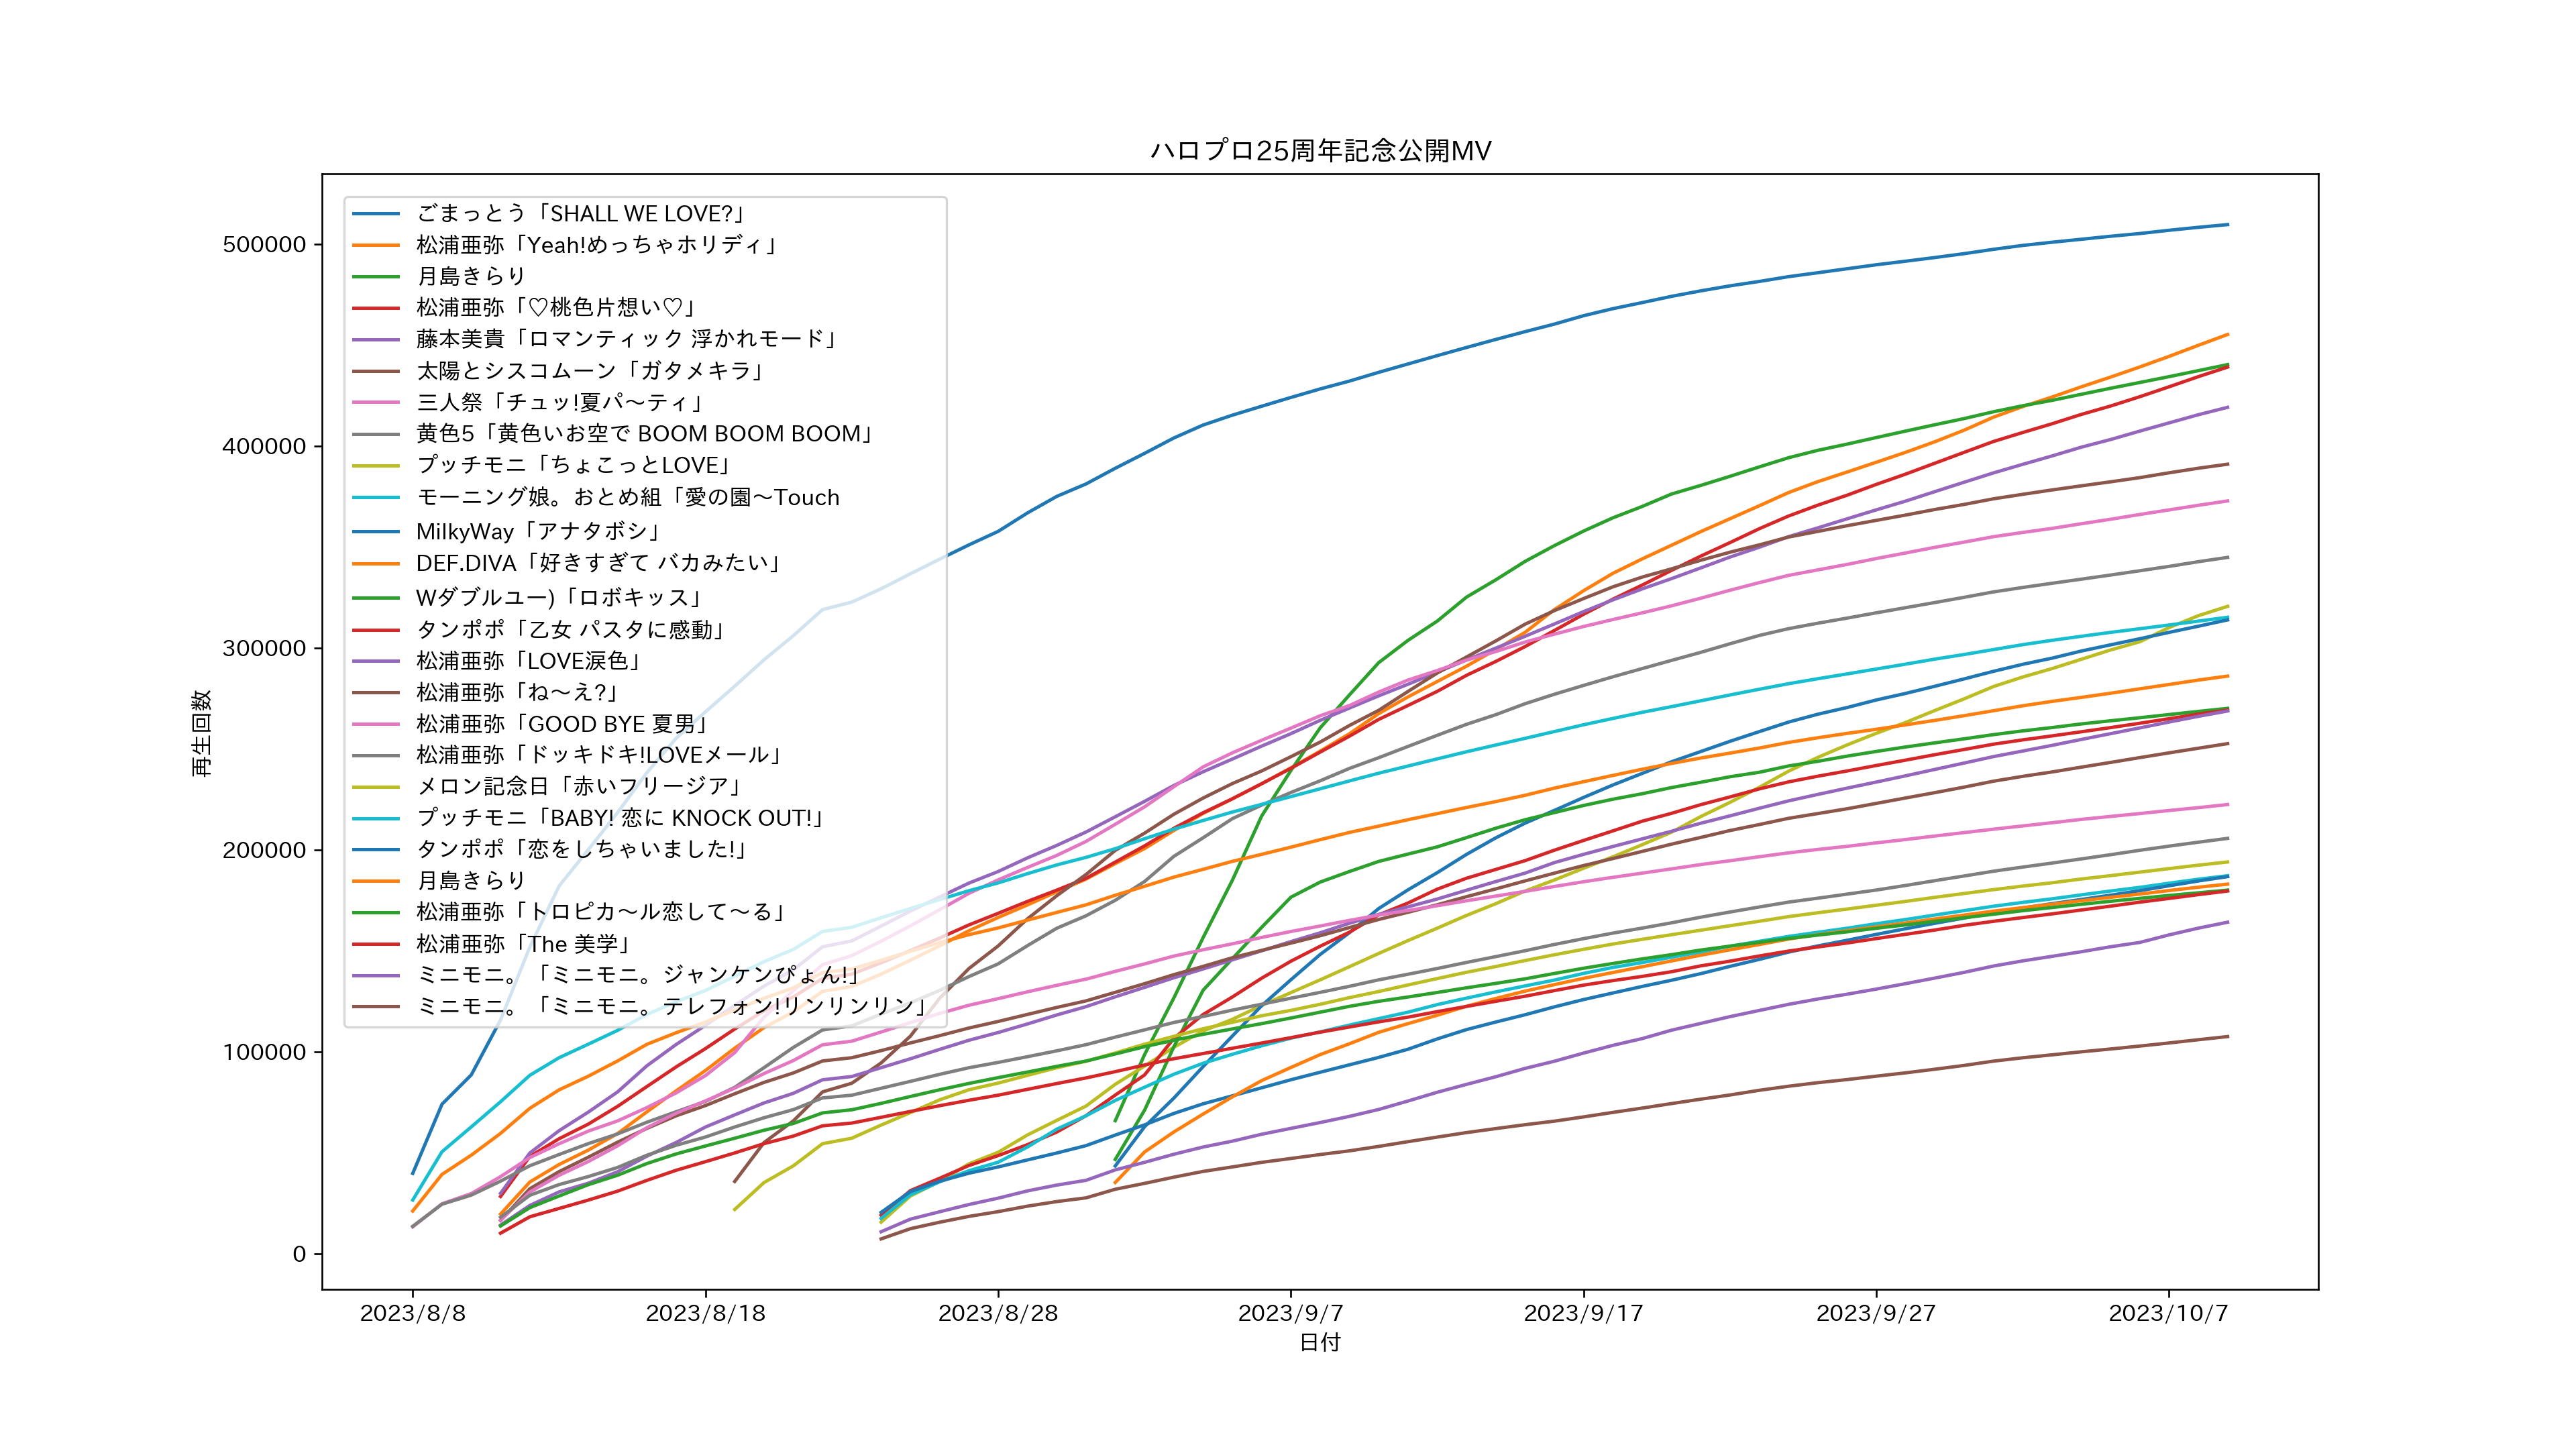 ハロプロ25周年記念公開MV
ごまっとう「SHALL WE LOVE?」
松浦亜弥「Yeah!めっちゃホリディ」
月島きらり
松浦亜弥「♡桃色片想い♡」
藤本美貴「ロマンティック 浮かれモード」
太陽とシスコムーン「ガタメキラ」
三人祭「チュッ!夏パ〜ティ」
黄色5「黄色いお空で BOOM BOOM BOOM」
プッチモニ「ちょこっとLOVE」
モーニング娘。おとめ組「愛の園〜Touch
MilkyWay「アナタボシ」
DEF.DIVA「好きすぎて バカみたい」
Wダブルユー)「ロボキッス」
タンポポ「乙女 パスタに感動」
松浦亜弥「LOVE涙色」
松浦亜弥「ね〜え?」
松浦亜弥「GOOD BYE 夏男」
松浦亜弥「ドッキドキ!LOVEメール」
メロン記念日「赤いフリージア」
プッチモニ「BABY! 恋に KNOCK OUT!」
タンポポ「恋をしちゃいました!」
月島きらり
松浦亜弥「トロピカ〜ル恋して〜る」
松浦亜弥「The 美学」
ミニモニ。「ミニモニ。ジャンケンぴょん!」
ミニモニ。「ミニモニ。テレフォン!リンリンリン」
500000
400000
300000
200000
100000
0
再生回数
2023/8/8
2023/8/18
2023/8/28
2023/9/7
2023/9/17
2023/9/27
2023/10/7
日付